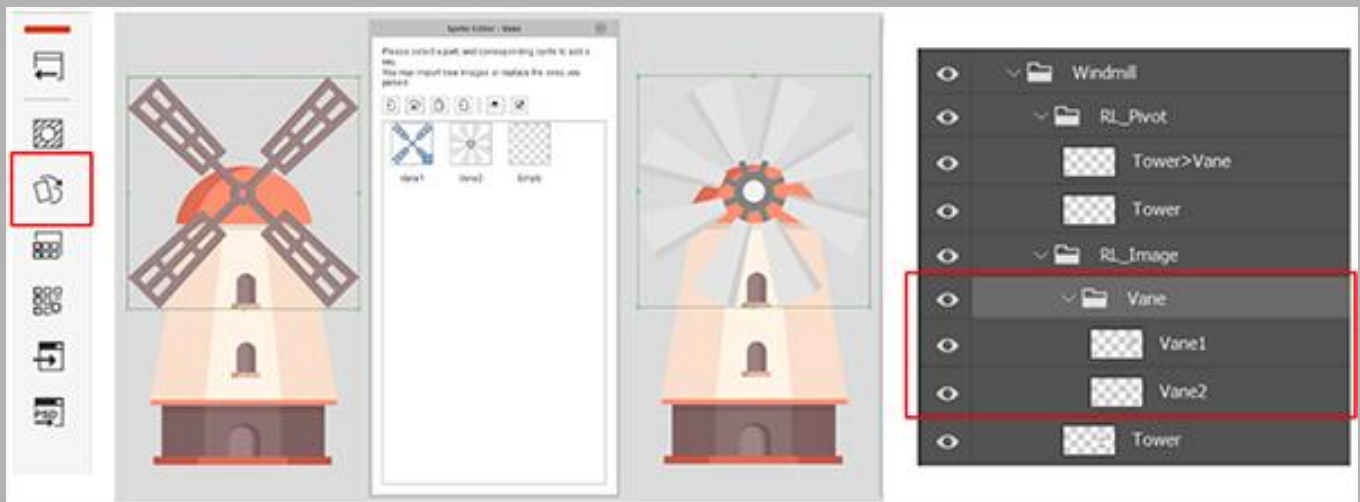 Sprite Editor - Vane
Please select a part, and corresponding sprite to add a
key.
You may import new images or replace the ones you
picked.
Vane1
Vane2
Empty
PSD
Windmill
RL_Pivot
Tower>Vane
Tower
RL_Image
Vane
Vane1
Vane2
Tower